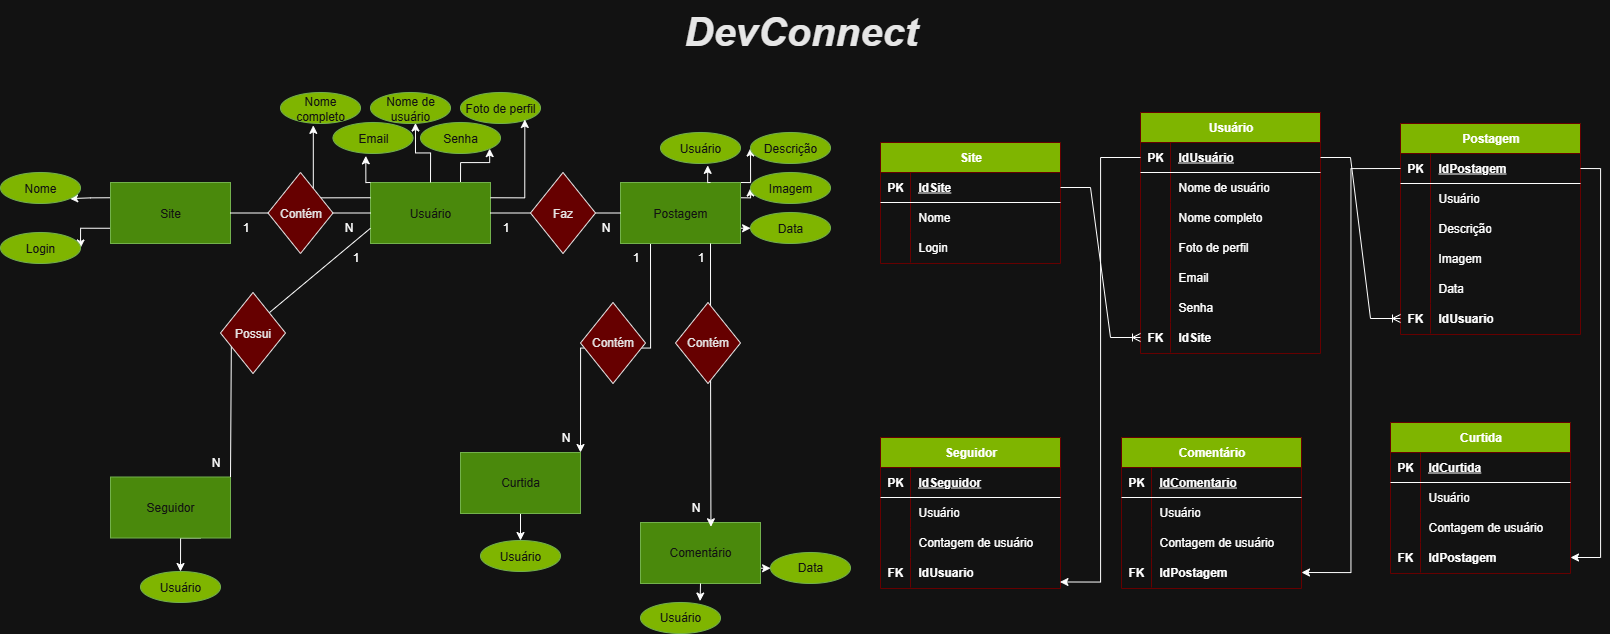 DevConnect
Nome
completo
Nome de
usuário
Foto de perfil
Email
Senha
Usuário
Descrição
Nome
Imagem
Site
Contém
Usuário
Faz
Postagem
1
N
1
N
Data
Login
1
1
1
Possui
Contém
Contém
N
N
Seguidor
Curtida
N
Usuário
Comentário
Data
Usuário
Usuário
Site
PK
IdSite
Nome
Login
Usuário
PK
IdUsuário
Nome de usuário
Nome completo
Foto de perfil
Email
Senha
FK
IdSite
Postagem
PK
IdPostagem
Usuário
Descrição
Imagem
Data
FK
IdUsuario
Seguidor
PK
IdSeguidor
Usuário
Contagem de usuário
FK
IdUsuario
Comentário
PK
IdComentario
Usuário
Contagem de usuário
FK
IdPostagem
Curtida
PK
IdCurtida
Usuário
Contagem de usuário
FK
IdPostagem